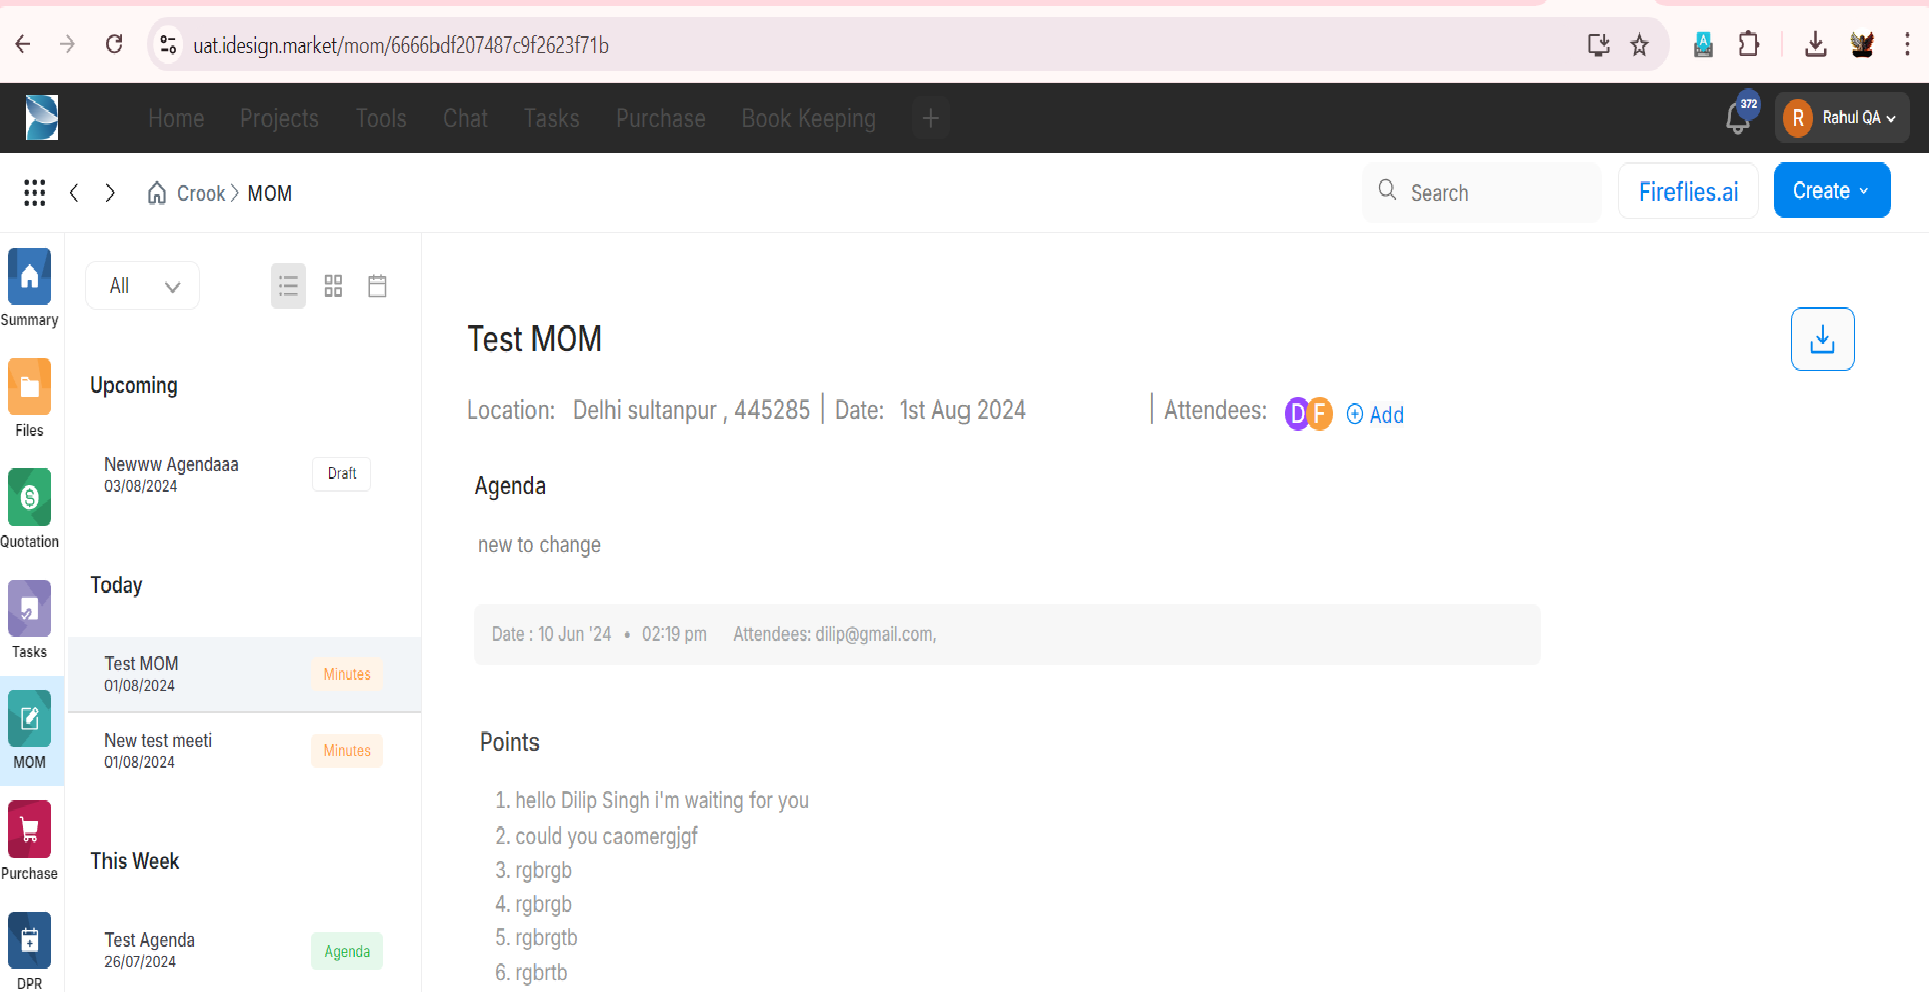 uat.idesign.market/mom/6666bdf207487c9f2623f71b
A
Home Projects Tools Chat Tasks Purchase Book Keeping +
372
R Rahul QA
Crook > MOM
Search
Fireflies.ai
Create
Summary
Files
Quotation
Tasks
MOM
Purchase
DPR
All
Upcoming
Newww Agendaaa
03/08/2024
Draft
Today
Test MOM
01/08/2024
Minutes
New test meeti
01/08/2024
Minutes
This Week
Test Agenda
26/07/2024
Agenda
Test MOM
Location: Delhi sultanpur , 445285 | Date: 1st Aug 2024 | Attendees: D F Add
Agenda
new to change
Date : 10 Jun '24 • 02:19 pm Attendees: dilip@gmail.com,
Points
1. hello Dilip Singh i'm waiting for you
2. could you caomergjgf
3. rgbrgb
4. rgbrgb
5. rgbrgtb
6. rgbrtb